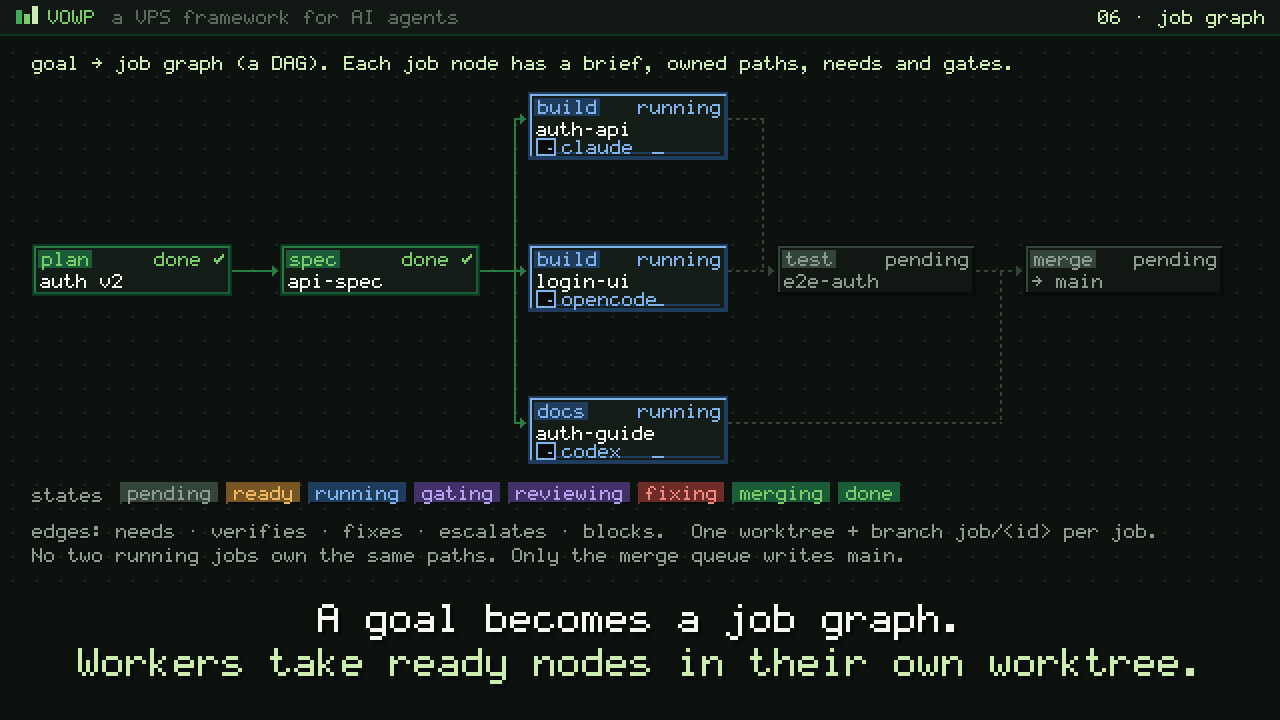 VOWP a VPS framework for AI agents
06 · job graph
goal → job graph (a DAG). Each job node has a brief, owned paths, needs and gates.
build running
auth-api
claude
plan done ✓
auth v2
spec done ✓
api-spec
build running
login-ui
opencode
test pending
e2e-auth
merge pending
→ main
docs running
auth-guide
codex
states pending ready running gating reviewing fixing merging done
edges: needs · verifies · fixes · escalates · blocks. One worktree + branch job/<id> per job.
No two running jobs own the same paths. Only the merge queue writes main.
A goal becomes a job graph.
Workers take ready nodes in their own worktree.